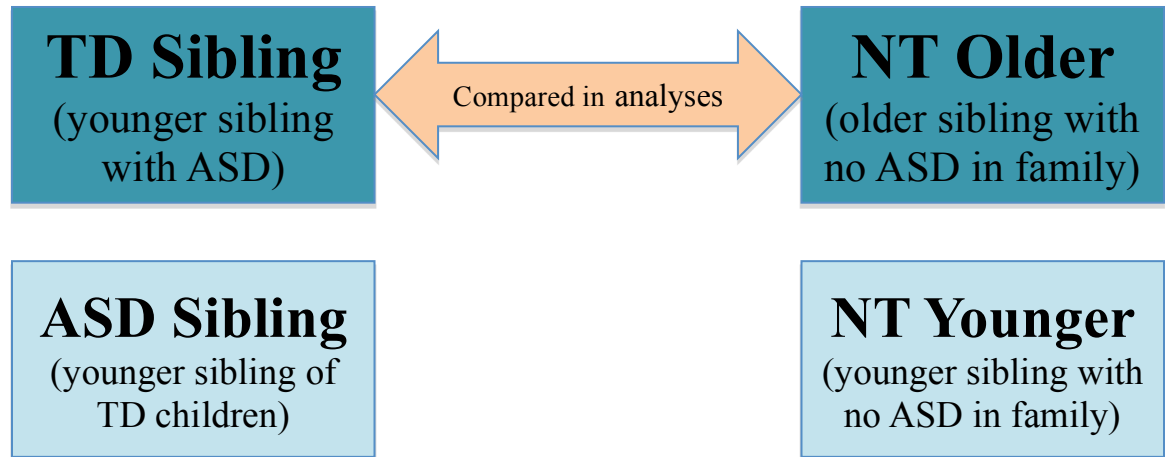 TD Sibling
(younger sibling
with ASD)
Compared in analyses
NT Older
(older sibling with
no ASD in family)
ASD Sibling
(younger sibling of
TD children)
NT Younger
(younger sibling with
no ASD in family)